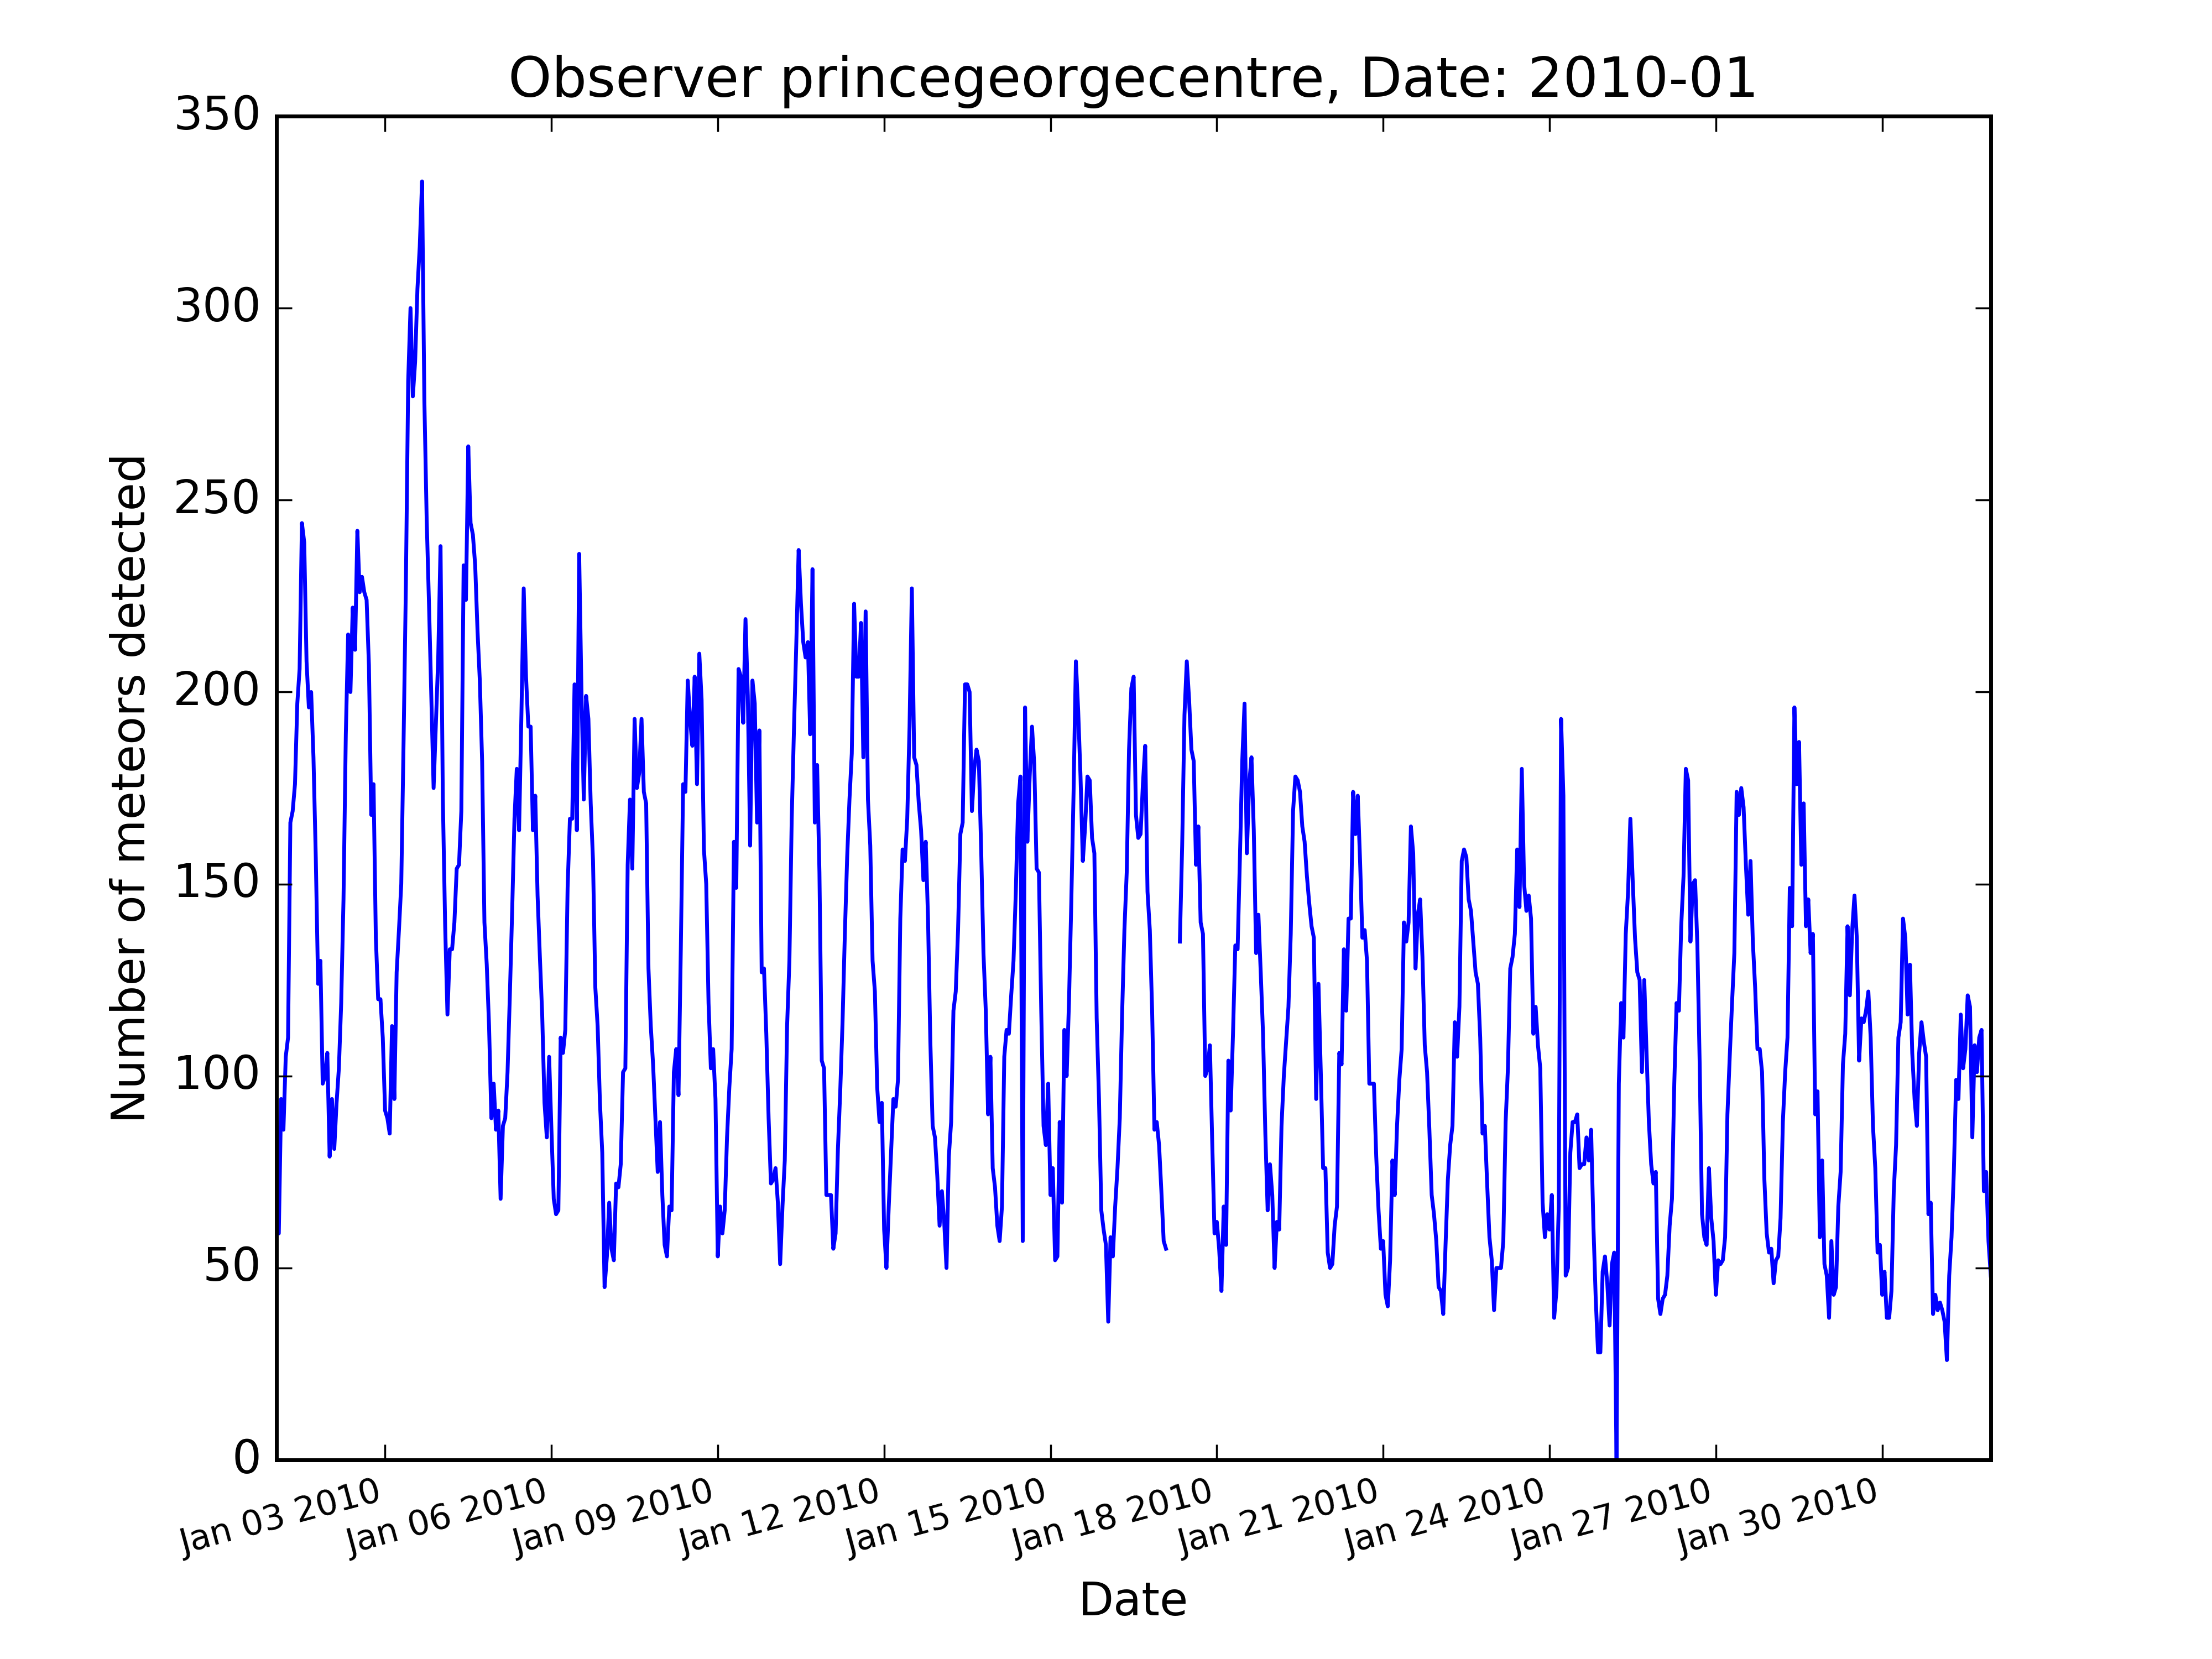 Observer princegeorgecentre, Date: 2010-01
350
300
250
200
150
100
50
0
Number of meteors detected
Jan 03 2010
Jan 06 2010
Jan 09 2010
Jan 12 2010
Jan 15 2010
Jan 18 2010
Jan 21 2010
Jan 24 2010
Jan 27 2010
Jan 30 2010
Date